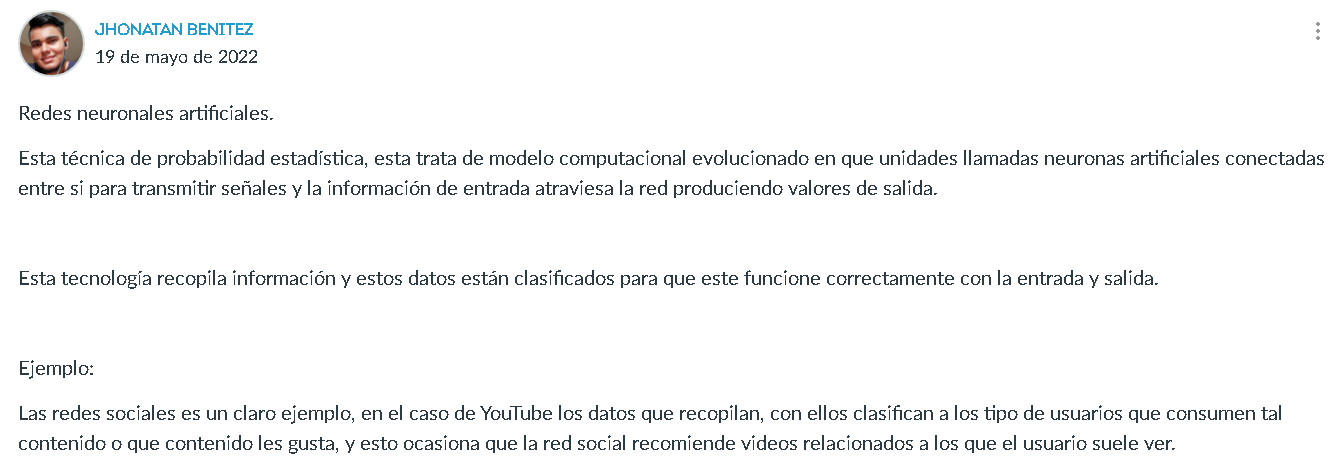 JHONATAN BENITEZ
19 de mayo de 2022
Redes neuronales artificiales.
Esta técnica de probabilidad estadística, esta trata de modelo computacional evolucionado en que unidades llamadas neuronas artificiales conectadas
entre si para transmitir señales y la información de entrada atraviesa la red produciendo valores de salida.
Esta tecnología recopila información y estos datos están clasificados para que este funcione correctamente con la entrada y salida.
Ejemplo:
Las redes sociales es un claro ejemplo, en el caso de YouTube los datos que recopilan, con ellos clasifican a los tipo de usuarios que consumen tal
contenido o que contenido les gusta, y esto ocasiona que la red social recomiende videos relacionados a los que el usuario suele ver.